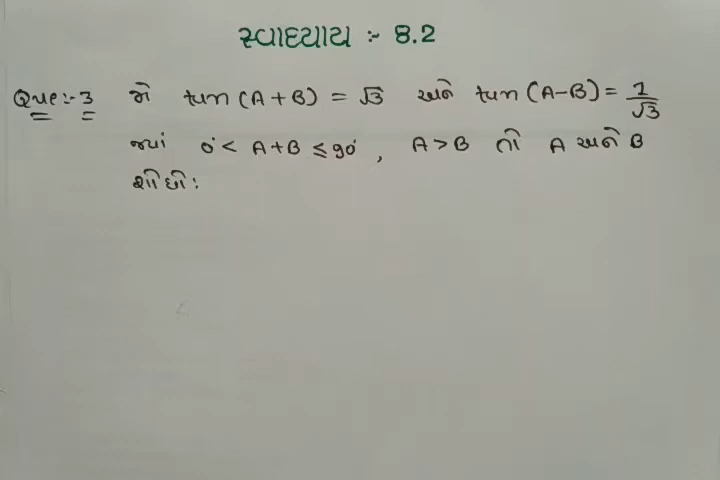 સ્વાધ્યાય :- 8.2
Que:- 3 જો tan (A + B) = √3 અને tan (A-B) = 1/√3
જ્યાં 0° < A+B ≤ 90°, A > B તો A અને B
શોધો: